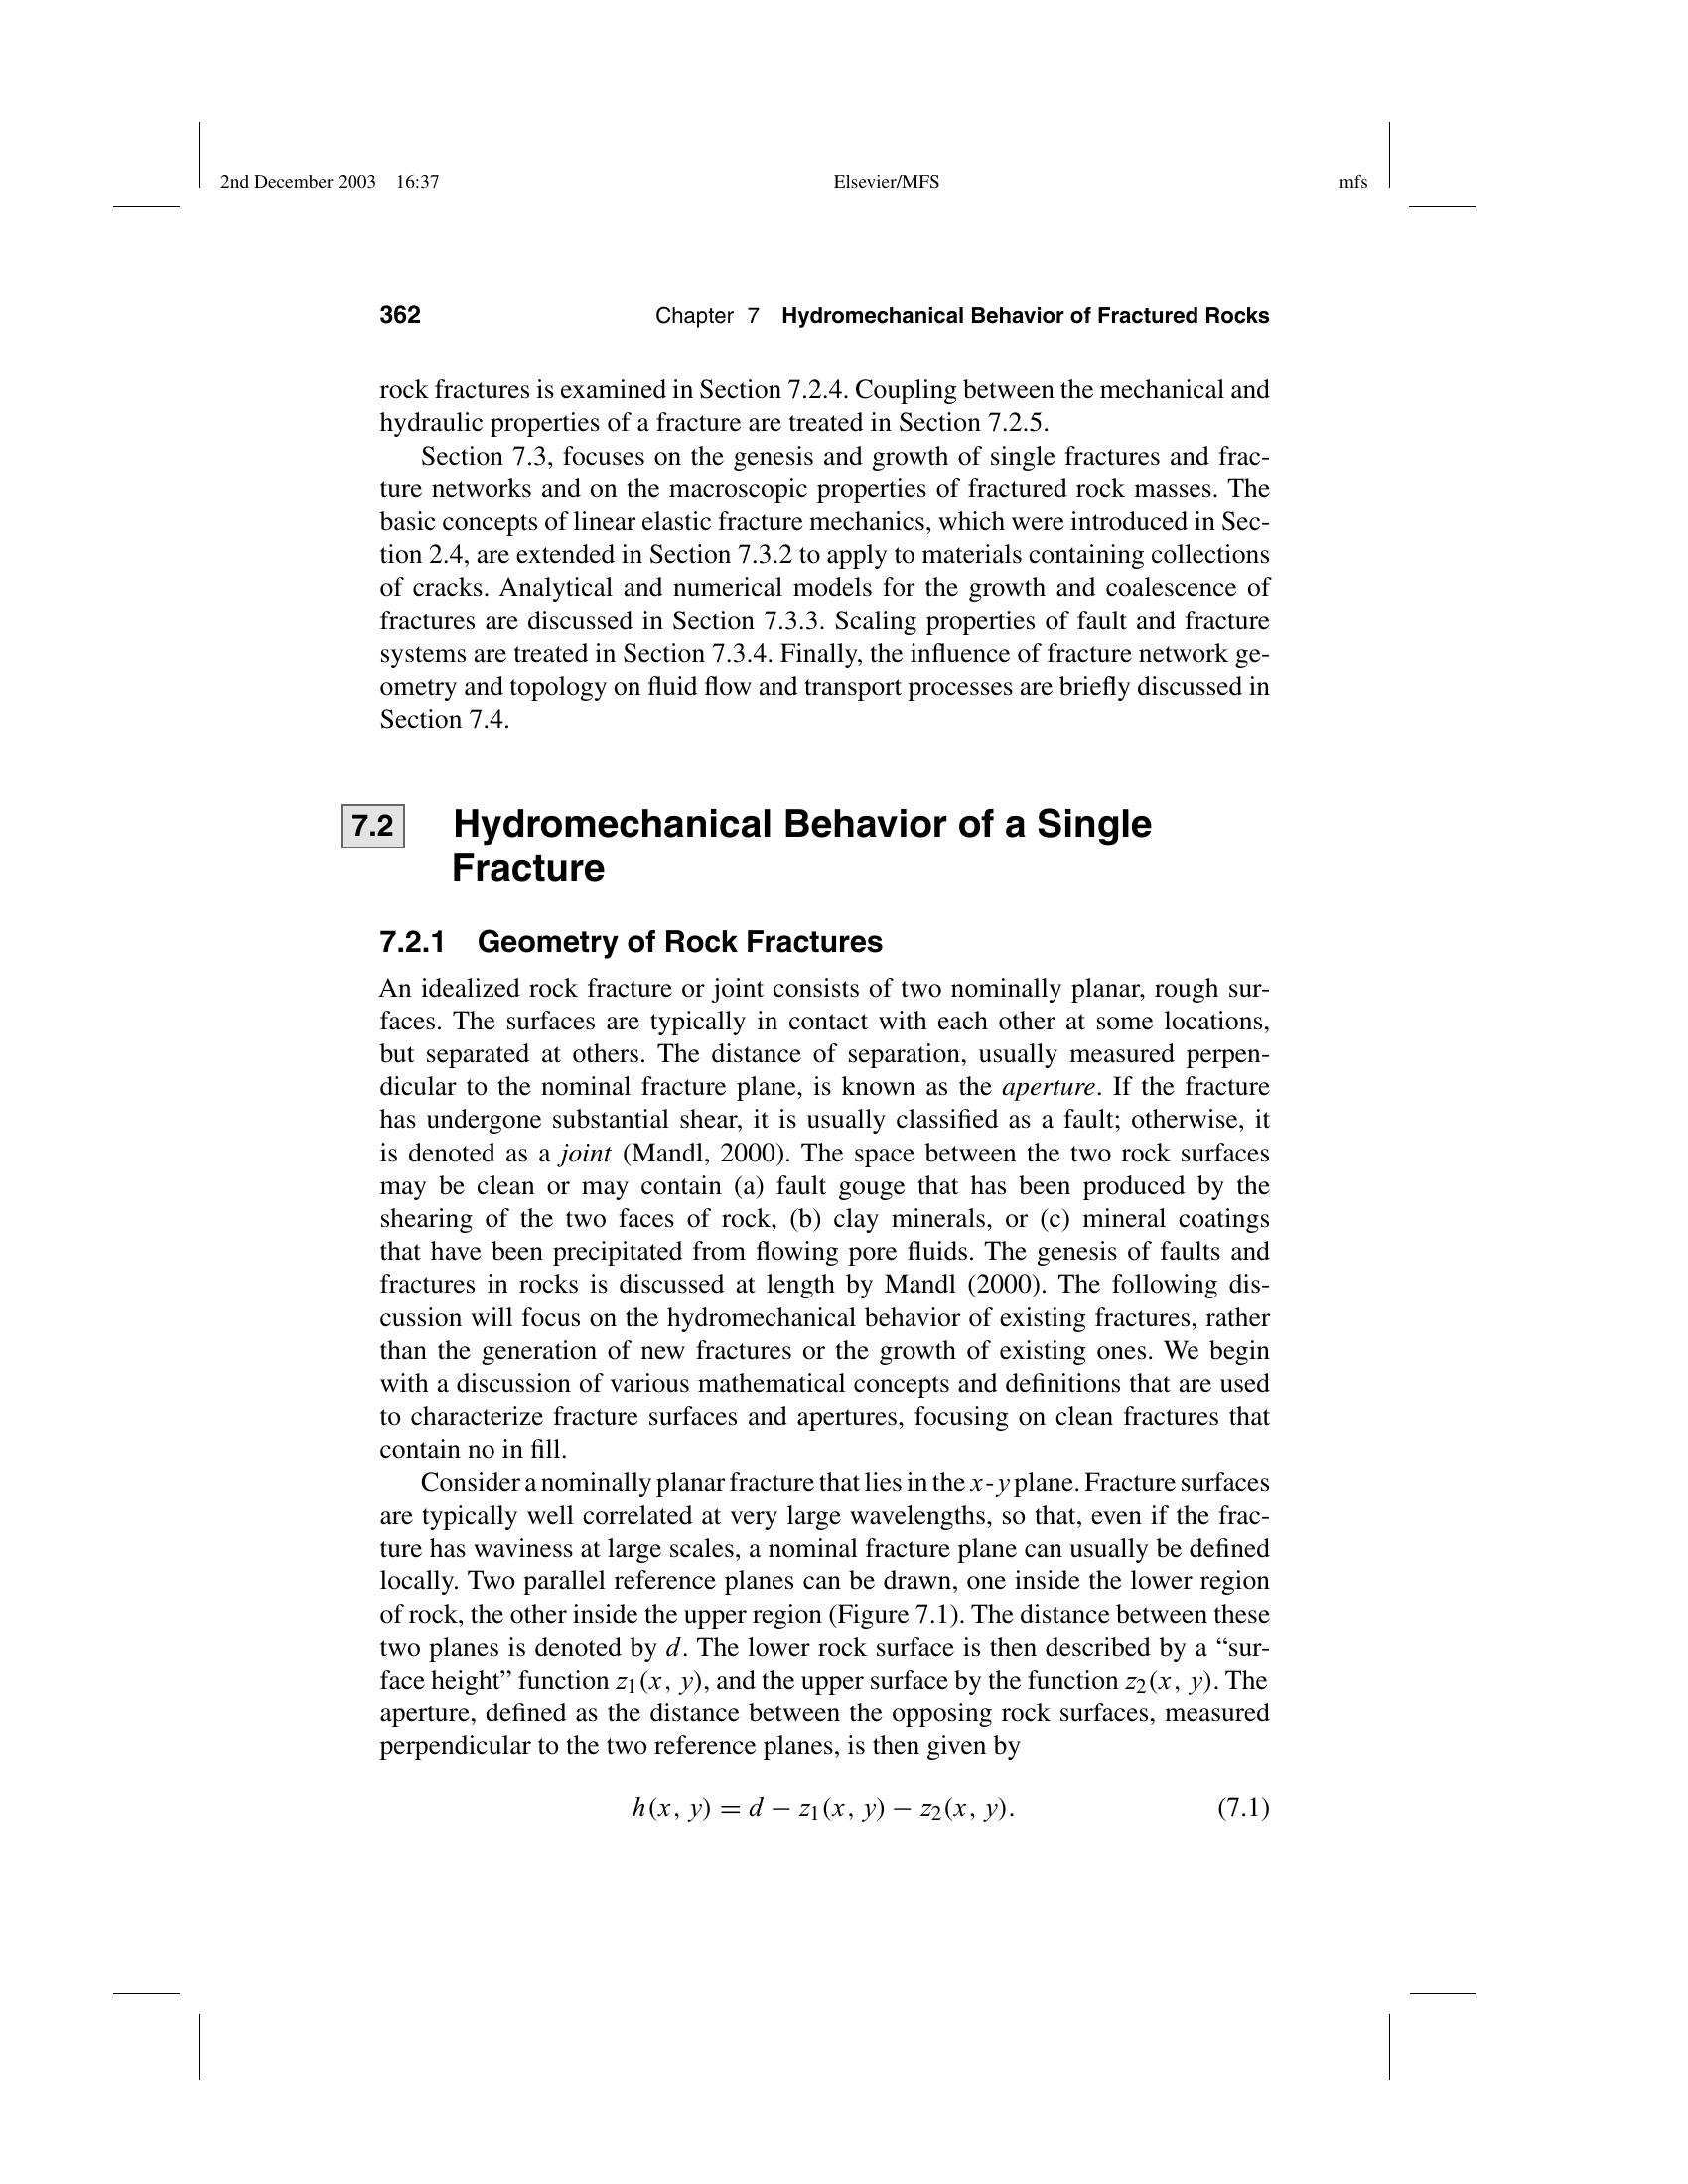 2nd December 2003 16:37 Elsevier/MFS mfs
362 Chapter 7 Hydromechanical Behavior of Fractured Rocks
rock fractures is examined in Section 7.2.4. Coupling between the mechanical and
hydraulic properties of a fracture are treated in Section 7.2.5.
Section 7.3, focuses on the genesis and growth of single fractures and frac-
ture networks and on the macroscopic properties of fractured rock masses. The
basic concepts of linear elastic fracture mechanics, which were introduced in Sec-
tion 2.4, are extended in Section 7.3.2 to apply to materials containing collections
of cracks. Analytical and numerical models for the growth and coalescence of
fractures are discussed in Section 7.3.3. Scaling properties of fault and fracture
systems are treated in Section 7.3.4. Finally, the influence of fracture network ge-
ometry and topology on fluid flow and transport processes are briefly discussed in
Section 7.4.
7.2 Hydromechanical Behavior of a Single
Fracture
7.2.1 Geometry of Rock Fractures
An idealized rock fracture or joint consists of two nominally planar, rough sur-
faces. The surfaces are typically in contact with each other at some locations,
but separated at others. The distance of separation, usually measured perpen-
dicular to the nominal fracture plane, is known as the aperture. If the fracture
has undergone substantial shear, it is usually classified as a fault; otherwise, it
is denoted as a joint (Mandl, 2000). The space between the two rock surfaces
may be clean or may contain (a) fault gouge that has been produced by the
shearing of the two faces of rock, (b) clay minerals, or (c) mineral coatings
that have been precipitated from flowing pore fluids. The genesis of faults and
fractures in rocks is discussed at length by Mandl (2000). The following dis-
cussion will focus on the hydromechanical behavior of existing fractures, rather
than the generation of new fractures or the growth of existing ones. We begin
with a discussion of various mathematical concepts and definitions that are used
to characterize fracture surfaces and apertures, focusing on clean fractures that
contain no in fill.
Consider a nominally planar fracture that lies in the x-y plane. Fracture surfaces
are typically well correlated at very large wavelengths, so that, even if the frac-
ture has waviness at large scales, a nominal fracture plane can usually be defined
locally. Two parallel reference planes can be drawn, one inside the lower region
of rock, the other inside the upper region (Figure 7.1). The distance between these
two planes is denoted by d. The lower rock surface is then described by a “sur-
face height” function z₁(x, y), and the upper surface by the function z₂(x, y). The
aperture, defined as the distance between the opposing rock surfaces, measured
perpendicular to the two reference planes, is then given by
h(x, y) = d − z₁(x, y) − z₂(x, y). (7.1)